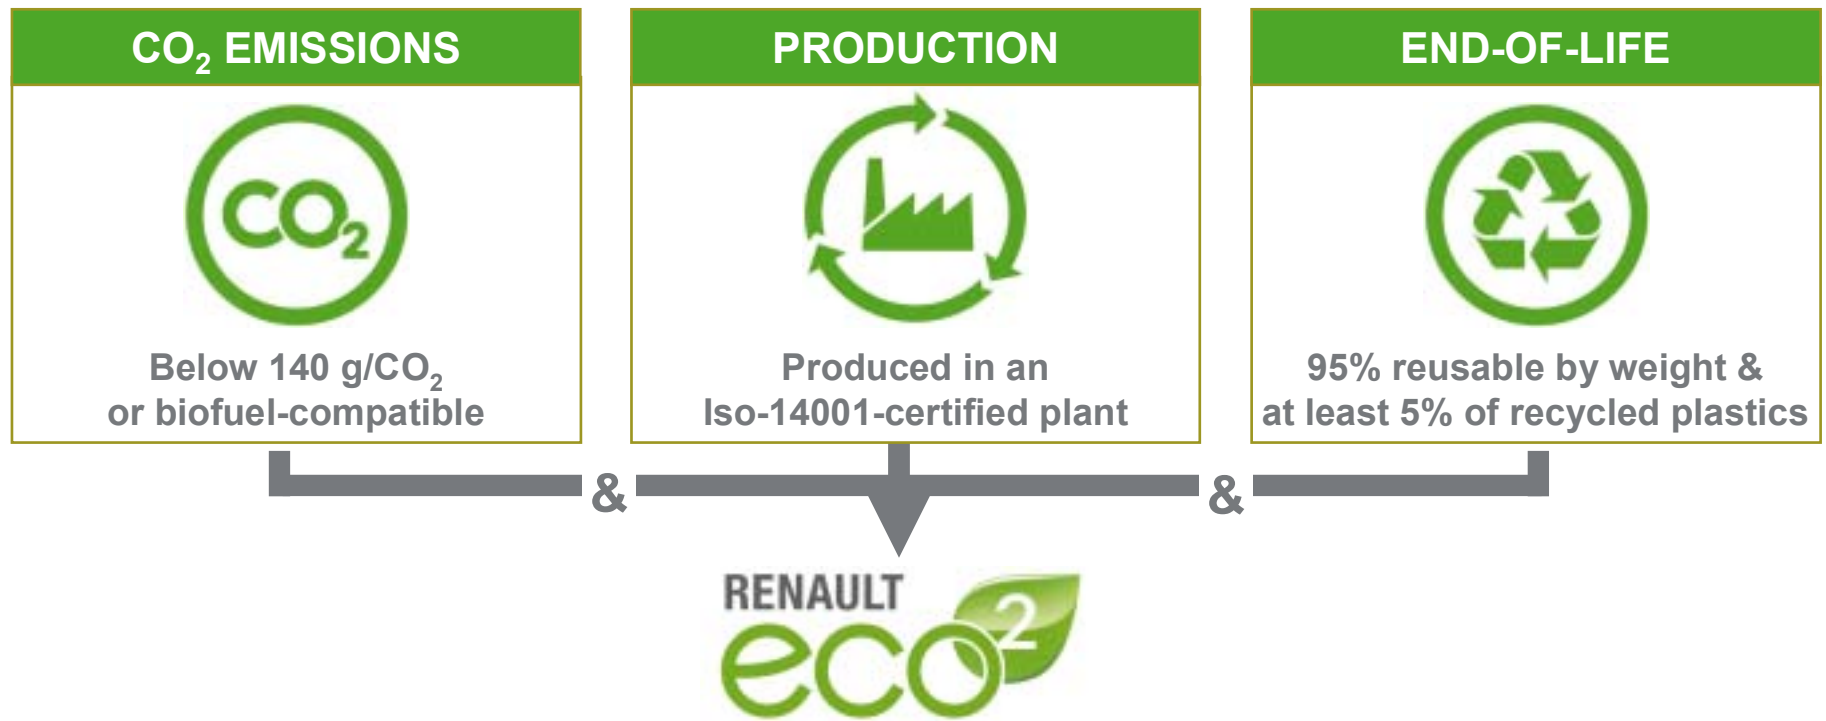 CO₂ EMISSIONS
PRODUCTION
END-OF-LIFE
CO₂
Below 140 g/CO₂
or biofuel-compatible
Produced in an
Iso-14001-certified plant
95% reusable by weight &
at least 5% of recycled plastics
&
&
RENAULT
eco²